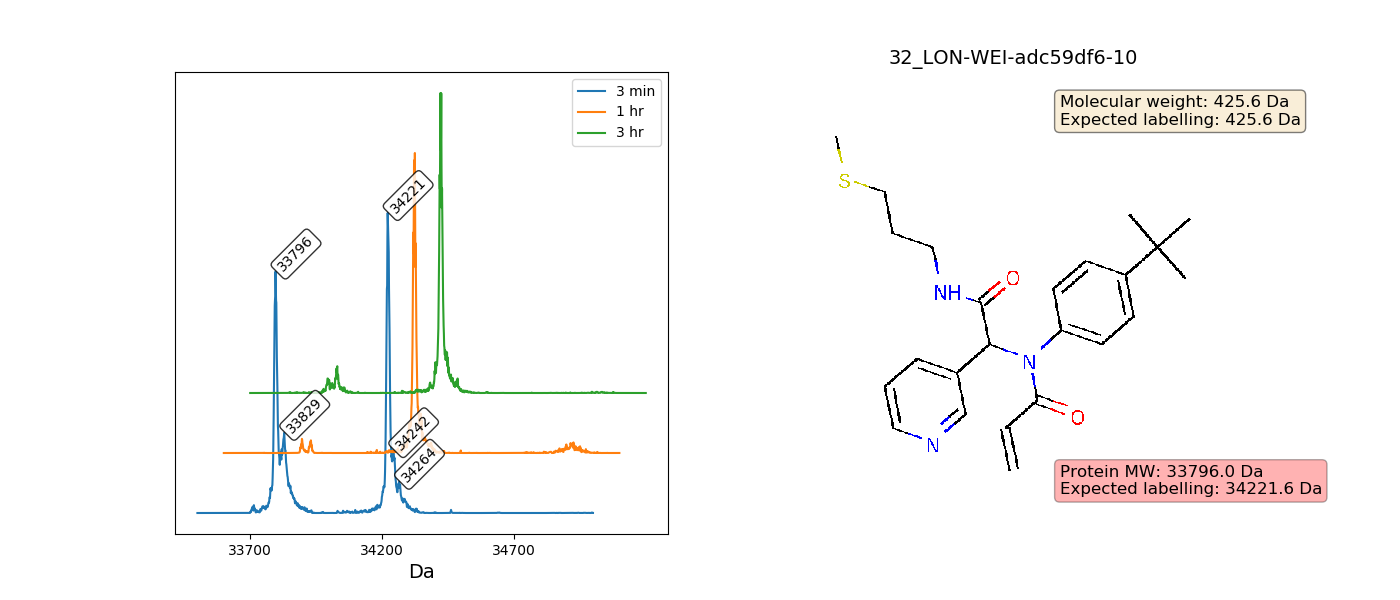 32_LON-WEI-adc59df6-10
3 min
1 hr
3 hr
Molecular weight: 425.6 Da
Expected labelling: 425.6 Da
34221
33796
S
NH
O
N
O
N
33829
34242
34264
Protein MW: 33796.0 Da
Expected labelling: 34221.6 Da
33700
34200
34700
Da